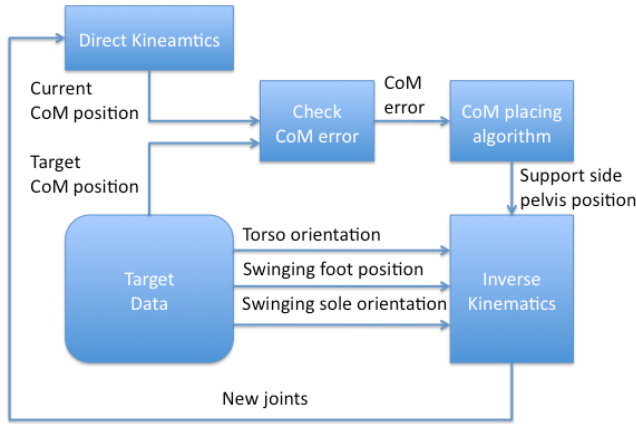 Direct Kineamtics
Current
CoM position
Check
CoM error
CoM
error
CoM placing
algorithm
Target
CoM position
Support side
pelvis position
Target
Data
Torso orientation
Swinging foot position
Swinging sole orientation
Inverse
Kinematics
New joints